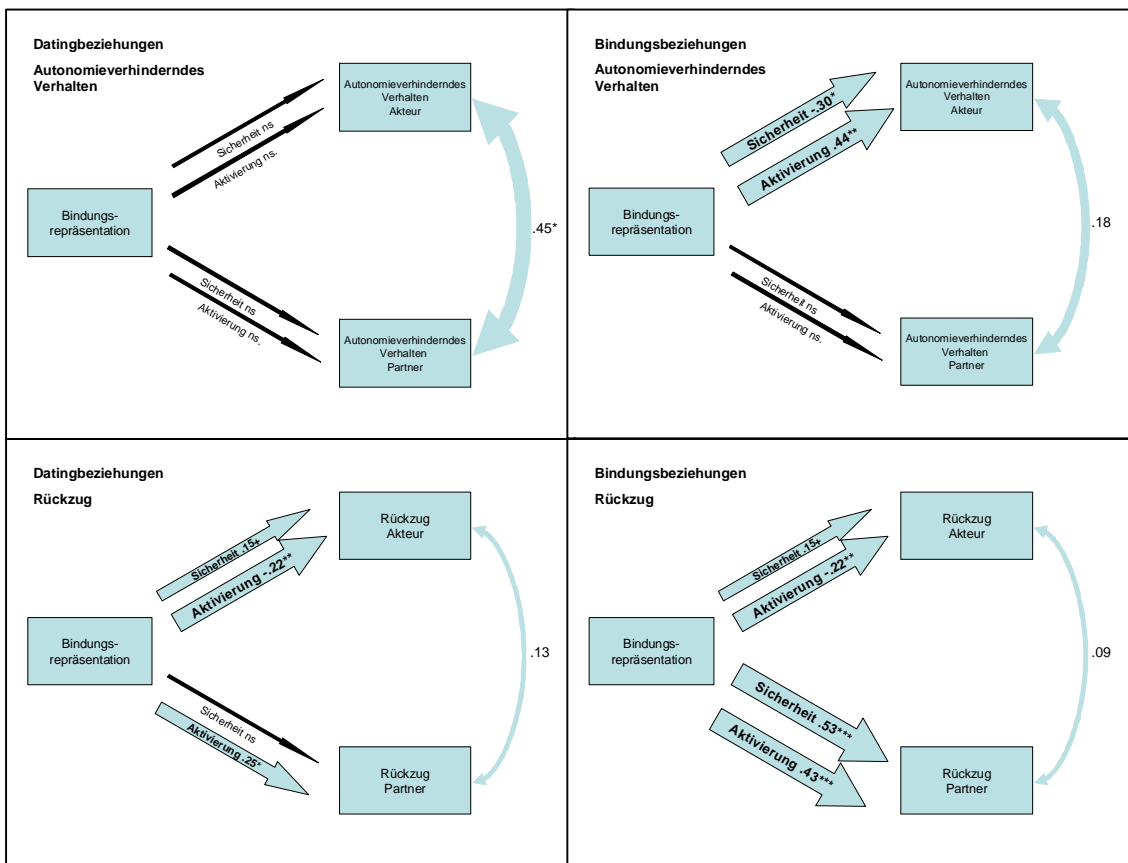 Datingbeziehungen
Autonomieverhinderndes
Verhalten
Autonomieverhinderndes
Verhalten
Akteur
Sicherheit ns
Aktivierung ns.
Bindungs-
repräsentation
.45*
Sicherheit ns
Aktivierung ns.
Autonomieverhinderndes
Verhalten
Partner
Bindungsbeziehungen
Autonomieverhinderndes
Verhalten
Autonomieverhinderndes
Verhalten
Akteur
Sicherheit -.30*
Aktivierung .44**
Bindungs-
repräsentation
.18
Sicherheit ns
Aktivierung ns.
Autonomieverhinderndes
Verhalten
Partner
Datingbeziehungen
Rückzug
Rückzug
Akteur
Sicherheit .15+
Aktivierung -.22**
Bindungs-
repräsentation
.13
Sicherheit ns
Aktivierung .25*
Rückzug
Partner
Bindungsbeziehungen
Rückzug
Rückzug
Akteur
Sicherheit .15+
Aktivierung -.22**
Bindungs-
repräsentation
.09
Sicherheit .53***
Aktivierung .43***
Rückzug
Partner